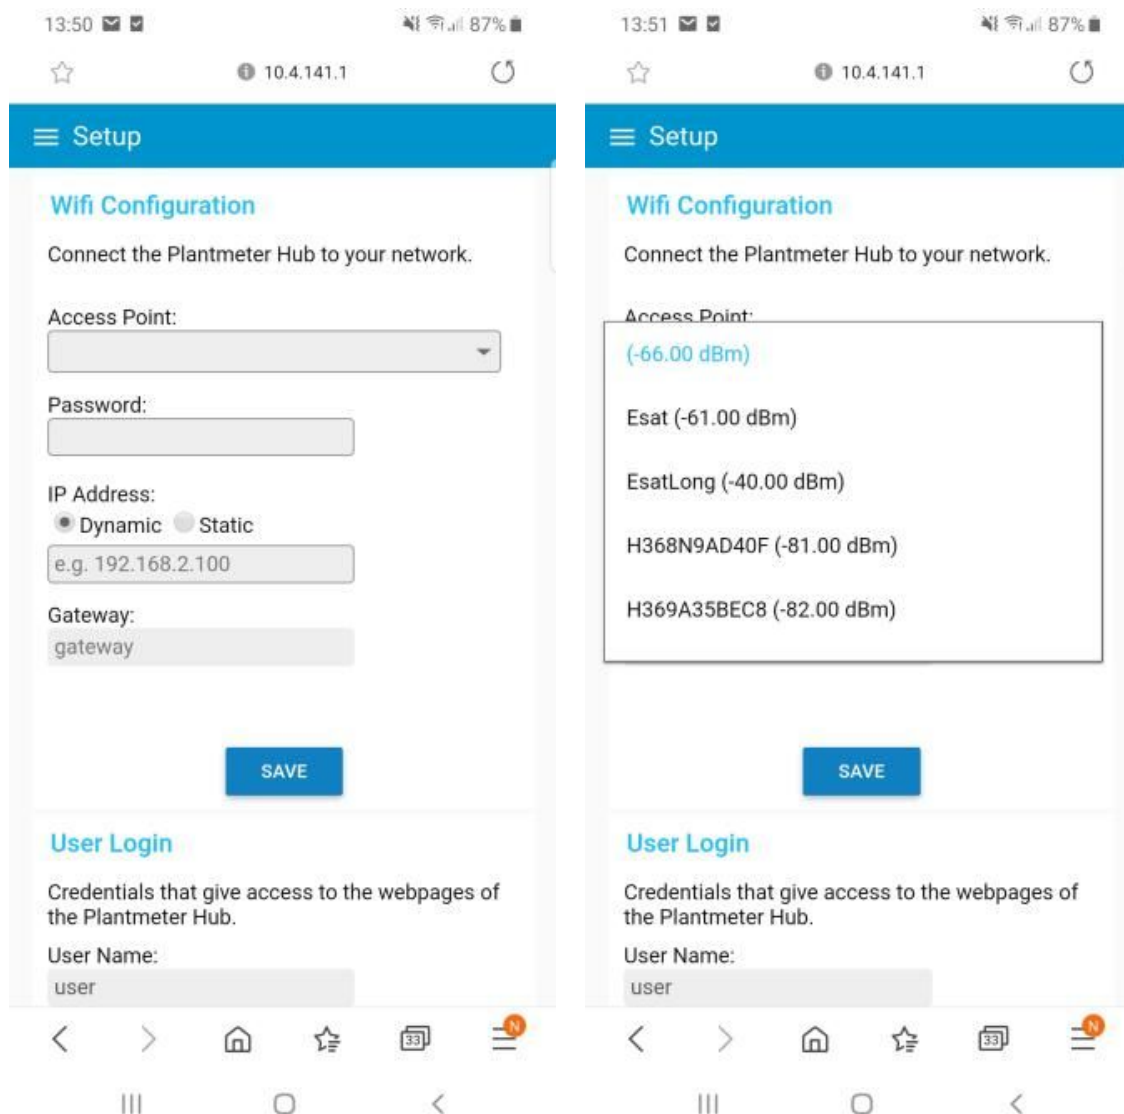 13:50 87%
10.4.141.1
Setup
Wifi Configuration
Connect the Plantmeter Hub to your network.
Access Point:
Password:
IP Address:
Dynamic Static
e.g. 192.168.2.100
Gateway:
gateway
SAVE
User Login
Credentials that give access to the webpages of
the Plantmeter Hub.
User Name:
user
33 N
13:51 87%
10.4.141.1
Setup
Wifi Configuration
Connect the Plantmeter Hub to your network.
Access Point:
(-66.00 dBm)
Esat (-61.00 dBm)
EsatLong (-40.00 dBm)
H368N9AD40F (-81.00 dBm)
H369A35BEC8 (-82.00 dBm)
SAVE
User Login
Credentials that give access to the webpages of
the Plantmeter Hub.
User Name:
user
33 N